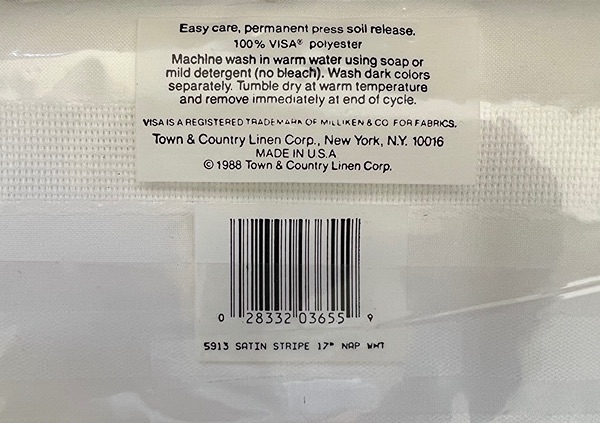 Easy care, permanent press soil release.
100% VISA® polyester
Machine wash in warm water using soap or
mild detergent (no bleach). Wash dark colors
separately. Tumble dry at warm temperature
and remove immediately at end of cycle.
VISA IS A REGISTERED TRADEMARK OF MILLIKEN & CO FOR FABRICS.
Town & Country Linen Corp., New York, N.Y. 10016
MADE IN U.S.A
© 1988 Town & Country Linen Corp.
0 28332 03655 9
5913 SATIN STRIPE 17" NAP WHT